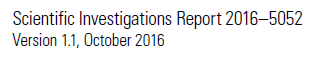 Scientific Investigations Report 2016–5052
Version 1.1, October 2016